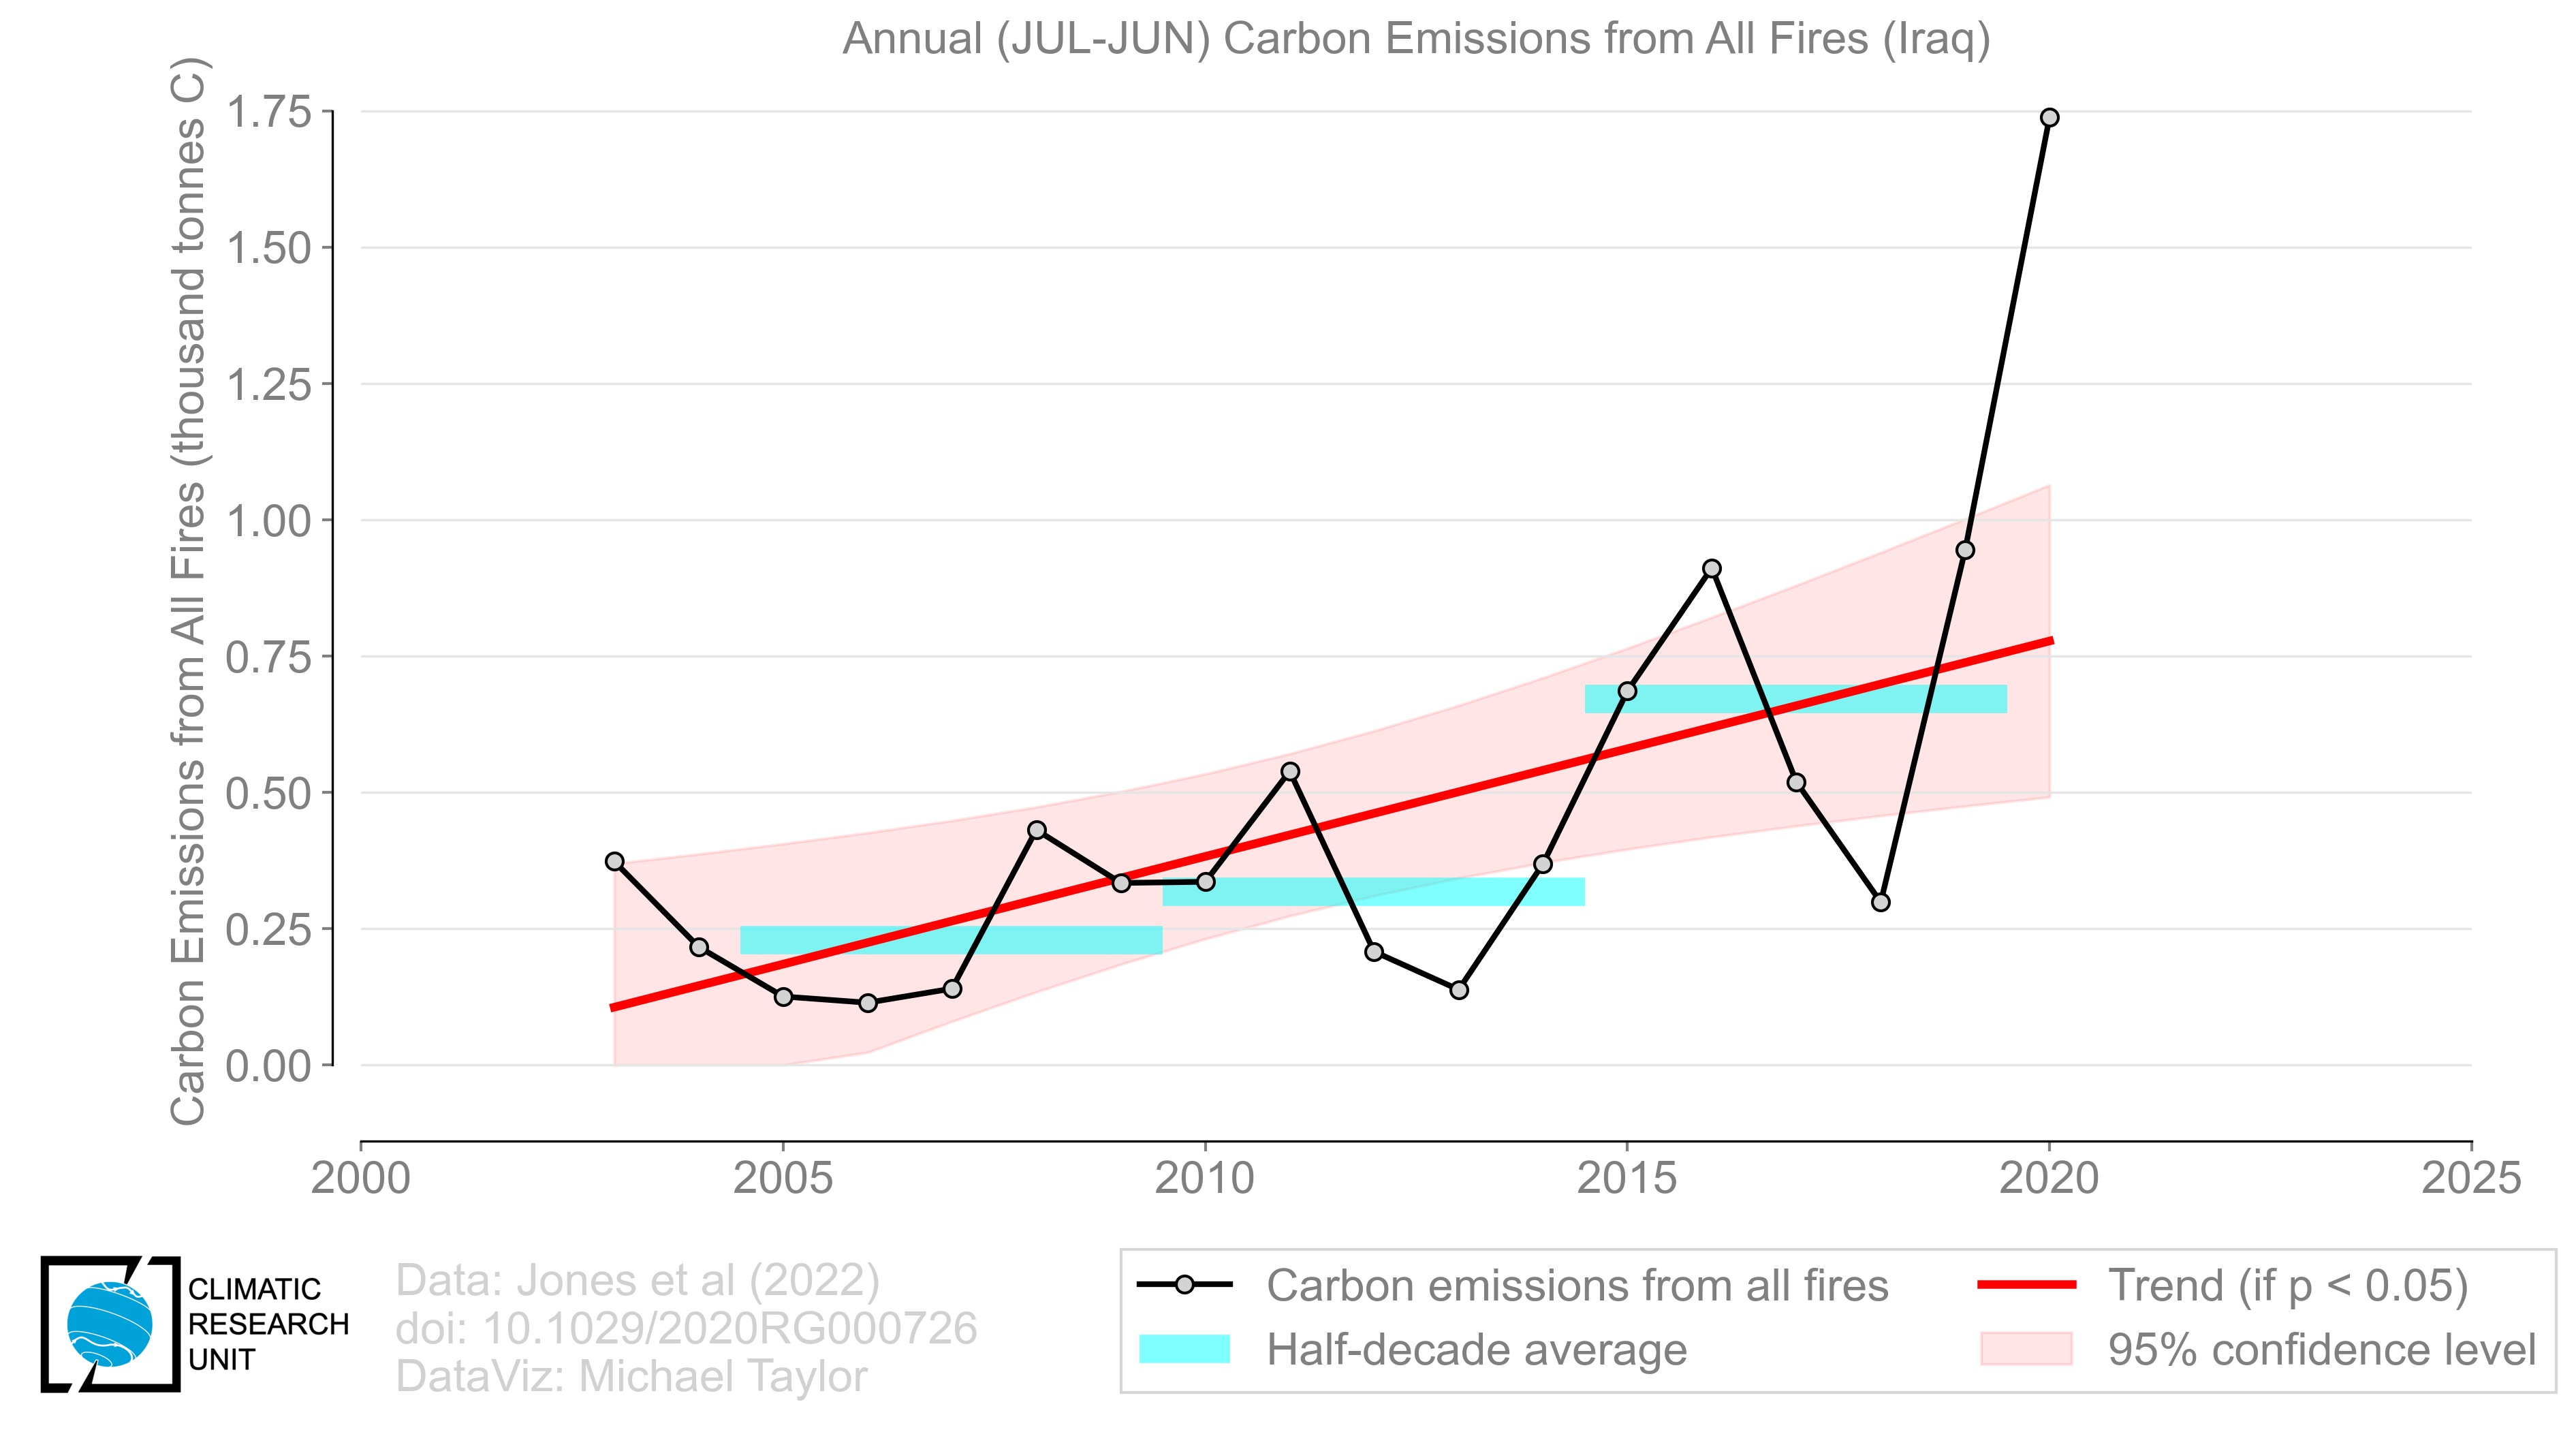 Annual (JUL-JUN) Carbon Emissions from All Fires (Iraq)
Carbon Emissions from All Fires (thousand tonnes C)
1.75
1.50
1.25
1.00
0.75
0.50
0.25
0.00
2000 2005 2010 2015 2020 2025
CLIMATIC
RESEARCH
UNIT
Data: Jones et al (2022)
doi: 10.1029/2020RG000726
DataViz: Michael Taylor
Carbon emissions from all fires
Half-decade average
Trend (if p < 0.05)
95% confidence level